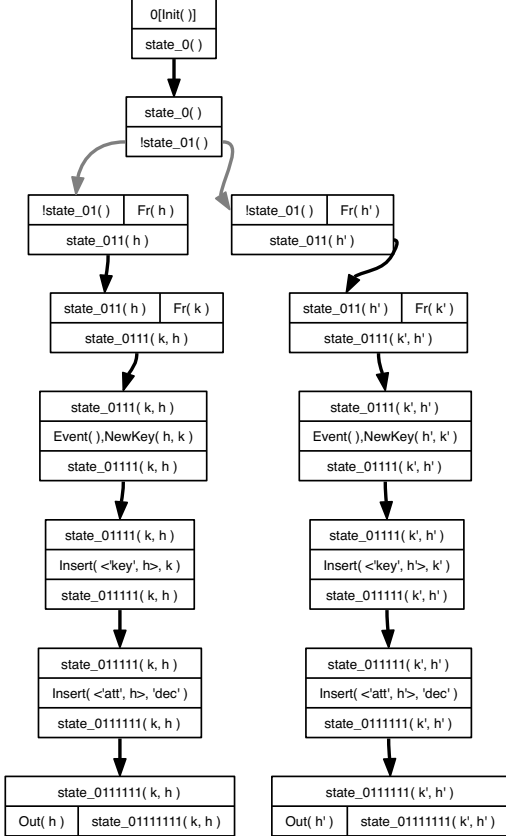 0[Init( )]
state_0( )
state_0( )
!state_01( )
!state_01( ) Fr( h )
state_011( h )
!state_01( ) Fr( h' )
state_011( h' )
state_011( h ) Fr( k )
state_0111( k, h )
state_011( h' ) Fr( k' )
state_0111( k', h' )
state_0111( k, h )
Event( ),NewKey( h, k )
state_01111( k, h )
state_0111( k', h' )
Event( ),NewKey( h', k' )
state_01111( k', h' )
state_01111( k, h )
Insert( <'key', h>, k )
state_011111( k, h )
state_01111( k', h' )
Insert( <'key', h'>, k' )
state_011111( k', h' )
state_011111( k, h )
Insert( <'att', h>, 'dec' )
state_0111111( k, h )
state_011111( k', h' )
Insert( <'att', h'>, 'dec' )
state_0111111( k', h' )
state_0111111( k, h )
Out( h ) state_01111111( k, h )
state_0111111( k', h' )
Out( h' ) state_01111111( k', h' )